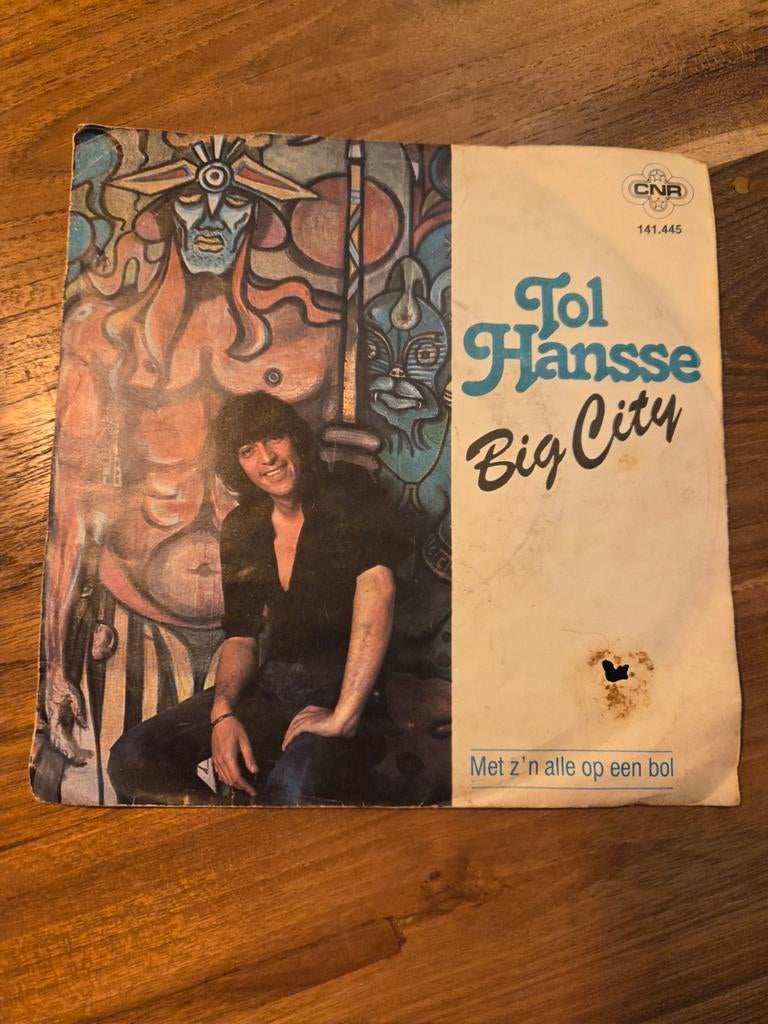 CNR
141.445
Tol
Hansse
Big City
Met z'n alle op een bol